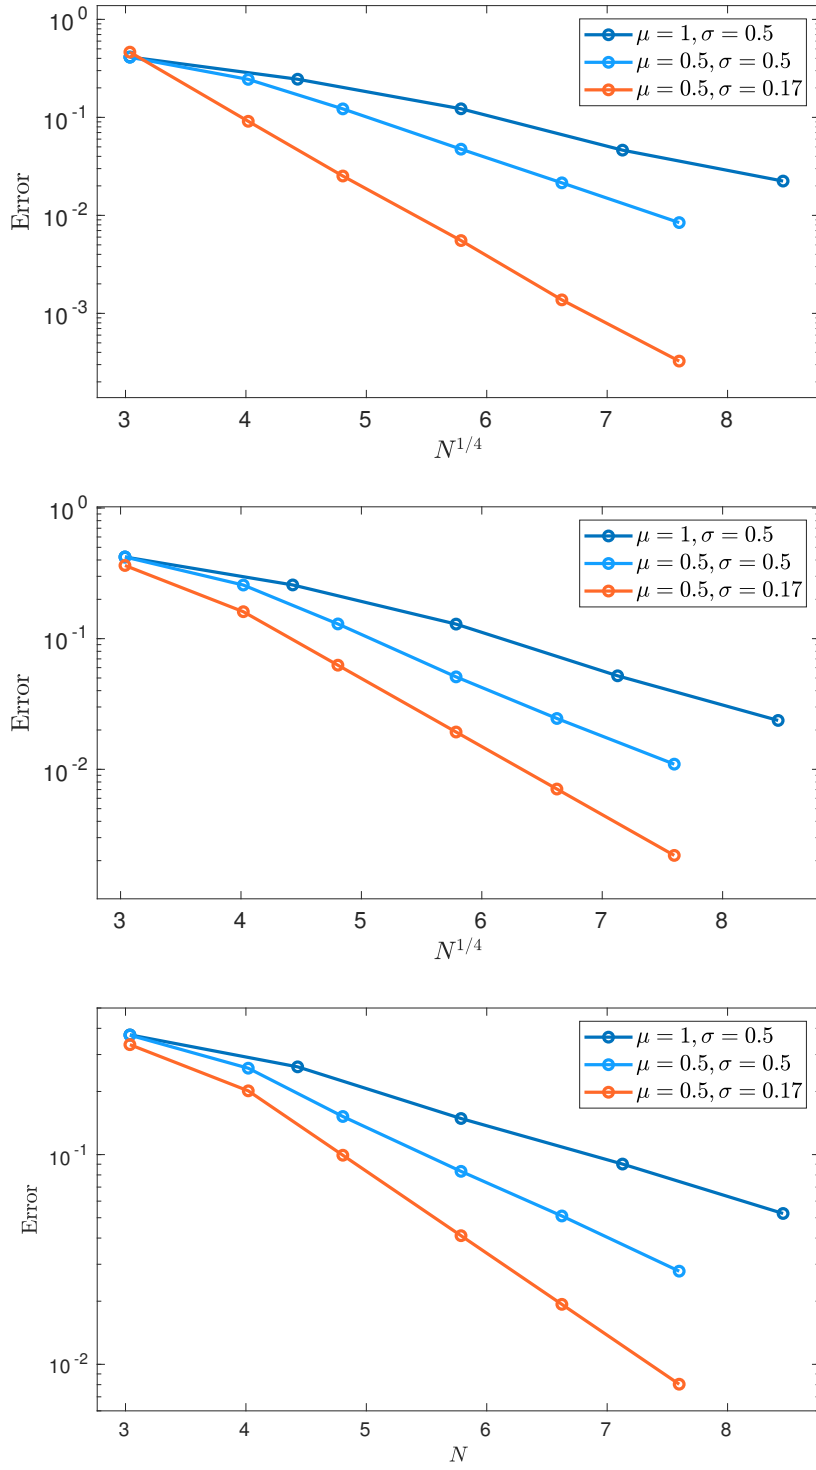 10^0
10^-1
10^-2
10^-3
Error
μ = 1, σ = 0.5
μ = 0.5, σ = 0.5
μ = 0.5, σ = 0.17
3 4 5 6 7 8
N^1/4
10^0
10^-1
10^-2
Error
μ = 1, σ = 0.5
μ = 0.5, σ = 0.5
μ = 0.5, σ = 0.17
3 4 5 6 7 8
N^1/4
10^-1
10^-2
Error
μ = 1, σ = 0.5
μ = 0.5, σ = 0.5
μ = 0.5, σ = 0.17
3 4 5 6 7 8
N